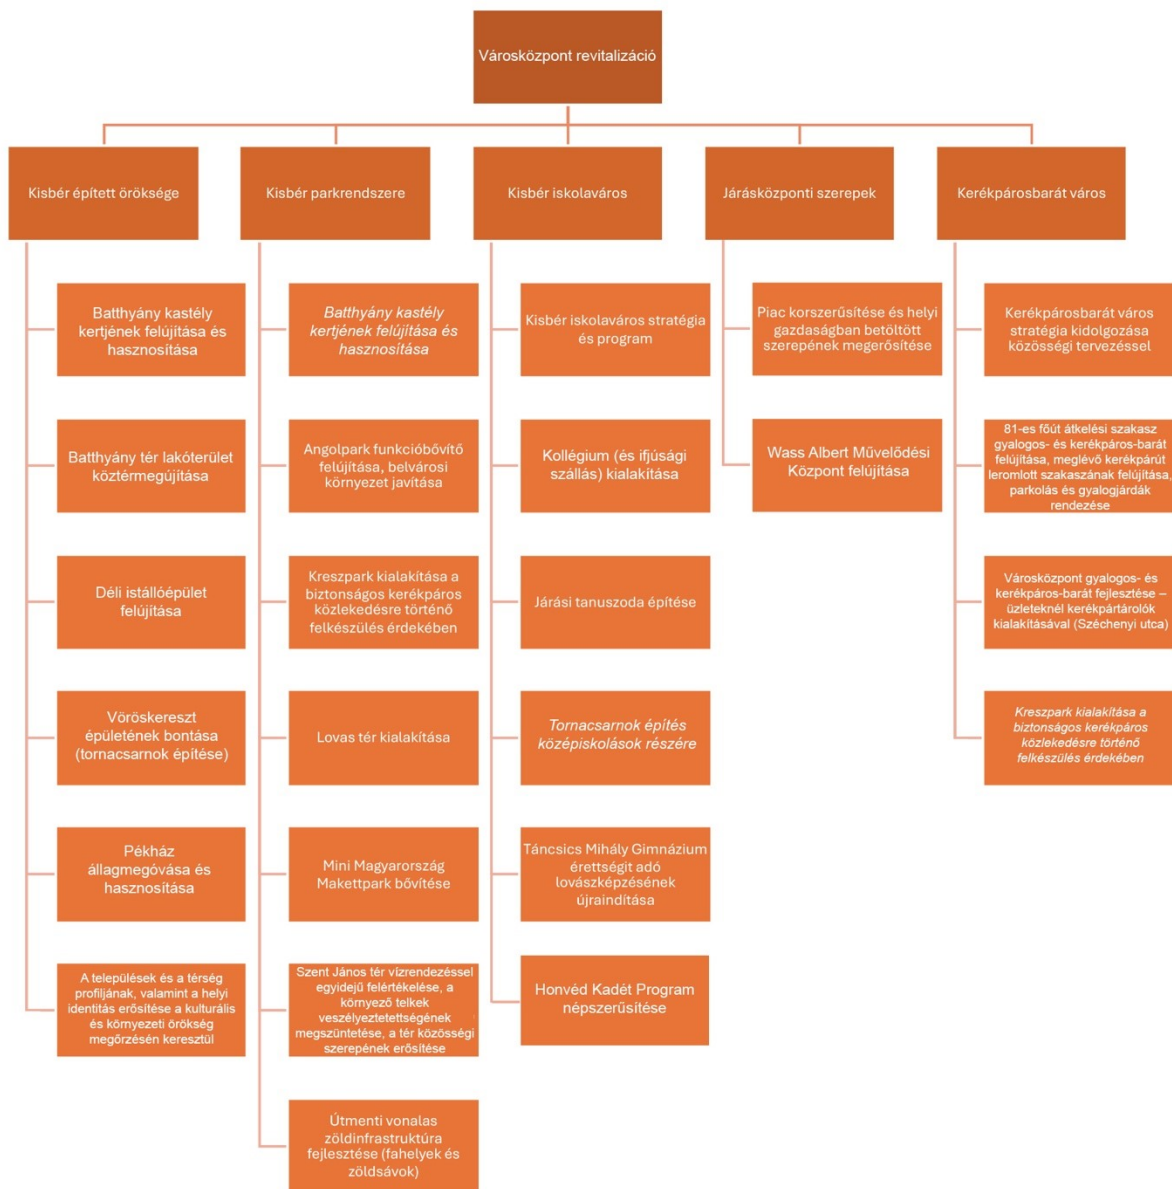 Városközpont revitalizáció
Kisbér épített öröksége
Kisbér parkrendszere
Kisbér iskolaváros
Járásközponti szerepek
Kerékpárosbarát város
Batthyány kastély
kertjének felújítása és
hasznosítása
Batthyány tér lakóterület
köztérmegújítása
Déli istállóépület
felújítása
Vöröskereszt
épületének bontása
(tornacsarnok építése)
Pékház
állagmegóvása és
hasznosítása
A települések és a térség
profiljának, valamint a helyi
identitás erősítése a kulturális
és környezeti örökség
megőrzésén keresztül
Batthyány kastély
kertjének felújítása és
hasznosítása
Angolpark funkcióbővítő
felújítása, belvárosi
környezet javítása
Kreszpark kialakítása a
biztonságos kerékpáros
közlekedésre történő
felkészülés érdekében
Lovas tér kialakítása
Mini Magyarország
Makettpark bővítése
Szent János tér vízrendezéssel
egyidejű felértékelése, a
környező telkek
veszélyeztetettségének
megszüntetése, a tér közösségi
szerepének erősítése
Útmenti vonalas
zöldinfrastruktúra
fejlesztése (fahelyek és
zöldsávok)
Kisbér iskolaváros stratégia
és program
Kollégium (és ifjúsági
szállás) kialakítása
Járási tanuszoda építése
Tornacsarnok építés
középiskolások részére
Táncsics Mihály Gimnázium
érettségit adó
lovászképzésének
újraindítása
Honvéd Kadét Program
népszerűsítése
Piac korszerűsítése és helyi
gazdaságban betöltött
szerepének megerősítése
Wass Albert Művelődési
Központ felújítása
Kerékpárosbarát város
stratégia kidolgozása
közösségi tervezéssel
81-es főút átkelési szakasz
gyalogos- és kerékpáros-barát
felújítása, meglévő kerékpárút
leromlott szakaszának felújítása,
parkolás és gyalogjárdák
rendezése
Városközpont gyalogos- és
kerékpáros-barát fejlesztése –
üzleteknél kerékpártárolók
kialakításával (Széchenyi utca)
Kreszpark kialakítása a
biztonságos kerékpáros
közlekedésre történő
felkészülés érdekében